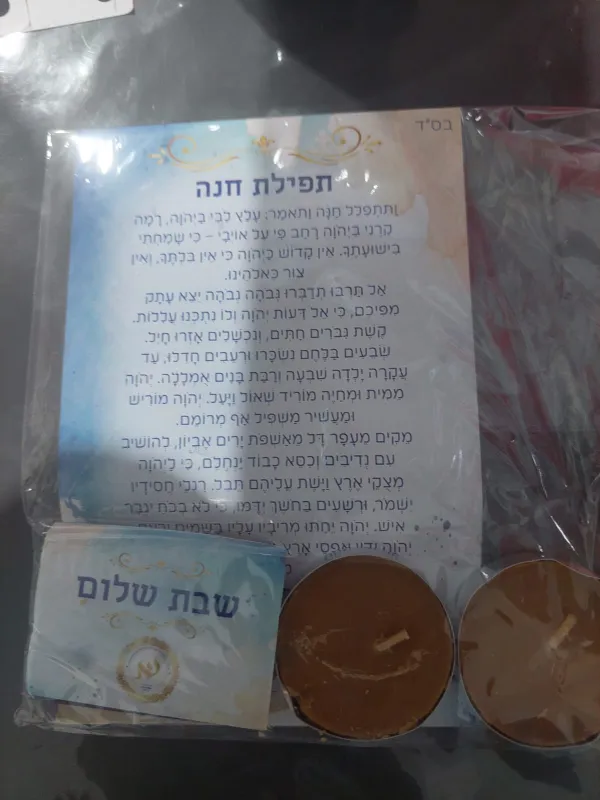 בס"ד
תפילת חנה
וַתִּתְפַּלֵּל חַנָּה וַתֹּאמַר: עָלַץ לִבִּי בַּיהוָה, רָמָה
קַרְנִי בַּיהוָה רָחַב פִּי עַל אוֹיְבַי – כִּי שָׂמַחְתִּי
בִּישׁוּעָתֶךָ. אֵין קָדוֹשׁ כַּיהוָה כִּי אֵין בִּלְתֶּךָ, וְאֵין
צוּר כֵּאלֹהֵינוּ.
אַל תַּרְבּוּ תְדַבְּרוּ גְּבֹהָה גְבֹהָה יֵצֵא עָתָק
מִפִּיכֶם, כִּי אֵל דֵּעוֹת יְהוָה וְלוֹ נִתְכְּנוּ עֲלִלוֹת.
קֶשֶׁת גִּבֹּרִים חַתִּים, וְנִכְשָׁלִים אָזְרוּ חָיִל.
שְׂבֵעִים בַּלֶּחֶם נִשְׂכָּרוּ וּרְעֵבִים חָדֵלּוּ, עַד
עֲקָרָה יָלְדָה שִׁבְעָה וְרַבַּת בָּנִים אֻמְלָלָה. יְהוָה
מֵמִית וּמְחַיֶּה מוֹרִיד שְׁאוֹל וַיָּעַל. יְהוָה מוֹרִישׁ
וּמַעֲשִׁיר מַשְׁפִּיל אַף מְרוֹמֵם.
מֵקִים מֵעָפָר דָּל מֵאַשְׁפֹּת יָרִים אֶבְיוֹן, לְהוֹשִׁיב
עִם נְדִיבִים וְכִסֵּא כָבוֹד יַנְחִלֵם, כִּי לַיהוָה
מְצֻקֵי אֶרֶץ וַיָּשֶׁת עֲלֵיהֶם תֵּבֵל. רַגְלֵי חֲסִידָיו
יִשְׁמֹר, וּרְשָׁעִים בַּחֹשֶׁךְ יִדָּמּוּ, כִּי לֹא בְכֹחַ יִגְבַּר
אִישׁ. יְהוָה יֵחַתּוּ מְרִיבָיו עָלָיו בַּשָּׁמַיִם
יְהוָה יָדִין אַפְסֵי אֶרֶץ
שבת שלום